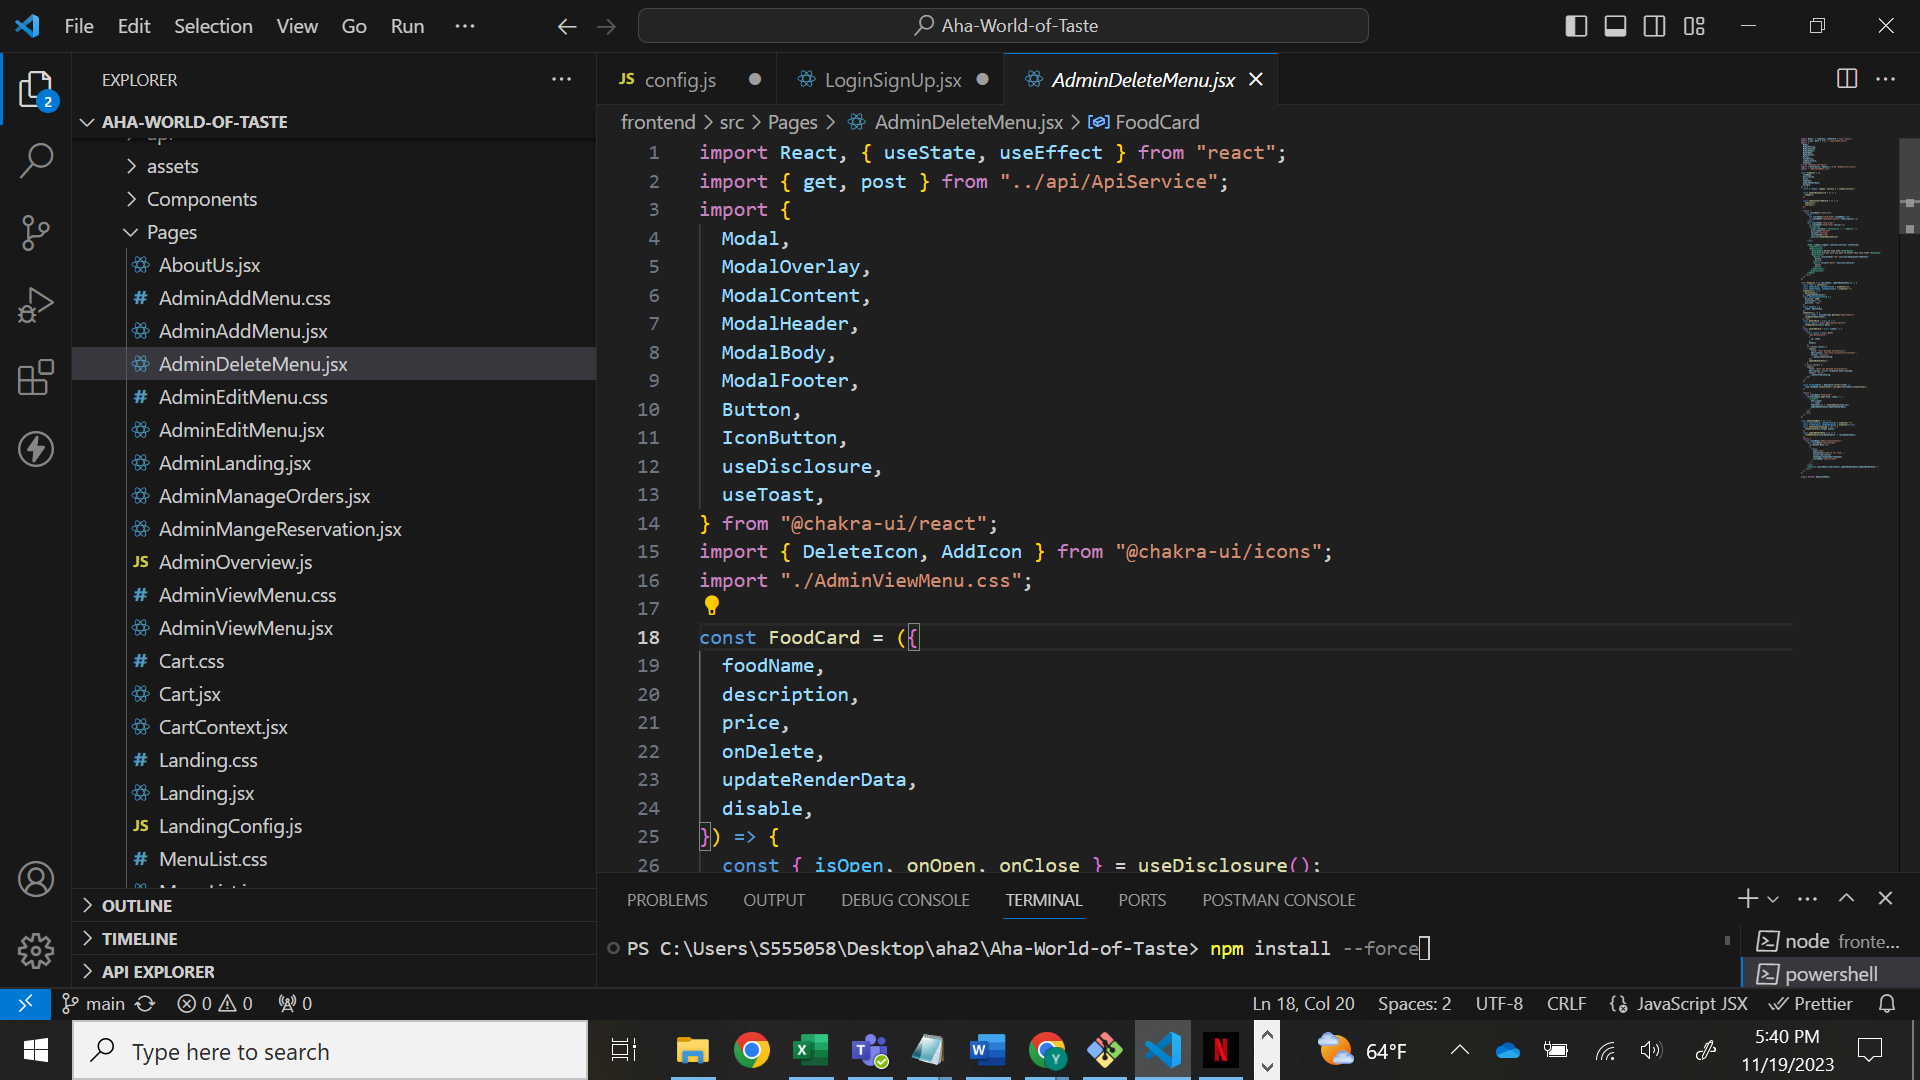 File Edit Selection View Go Run ···
Aha-World-of-Taste
EXPLORER
2
AHA-WORLD-OF-TASTE
assets
Components
Pages
AboutUs.jsx
# AdminAddMenu.css
AdminAddMenu.jsx
AdminDeleteMenu.jsx
# AdminEditMenu.css
AdminEditMenu.jsx
AdminLanding.jsx
AdminManageOrders.jsx
AdminMangeReservation.jsx
JS AdminOverview.js
# AdminViewMenu.css
AdminViewMenu.jsx
# Cart.css
Cart.jsx
CartContext.jsx
# Landing.css
Landing.jsx
JS LandingConfig.js
# MenuList.css
OUTLINE
TIMELINE
API EXPLORER
JS config.js
LoginSignUp.jsx
AdminDeleteMenu.jsx
frontend > src > Pages > AdminDeleteMenu.jsx > FoodCard
1 import React, { useState, useEffect } from "react";
2 import { get, post } from "../api/ApiService";
3 import {
4 Modal,
5 ModalOverlay,
6 ModalContent,
7 ModalHeader,
8 ModalBody,
9 ModalFooter,
10 Button,
11 IconButton,
12 useDisclosure,
13 useToast,
14 } from "@chakra-ui/react";
15 import { DeleteIcon, AddIcon } from "@chakra-ui/icons";
16 import "./AdminViewMenu.css";
17
18 const FoodCard = ({
19 foodName,
20 description,
21 price,
22 onDelete,
23 updateRenderData,
24 disable,
25 }) => {
26 const { isOpen, onOpen, onClose } = useDisclosure();
PROBLEMS OUTPUT DEBUG CONSOLE TERMINAL PORTS POSTMAN CONSOLE
PS C:\Users\S555058\Desktop\aha2\Aha-World-of-Taste> npm install --force
node fronte...
powershell
main 0 0 0
Ln 18, Col 20 Spaces: 2 UTF-8 CRLF JavaScript JSX Prettier
Type here to search
64°F
5:40 PM
11/19/2023